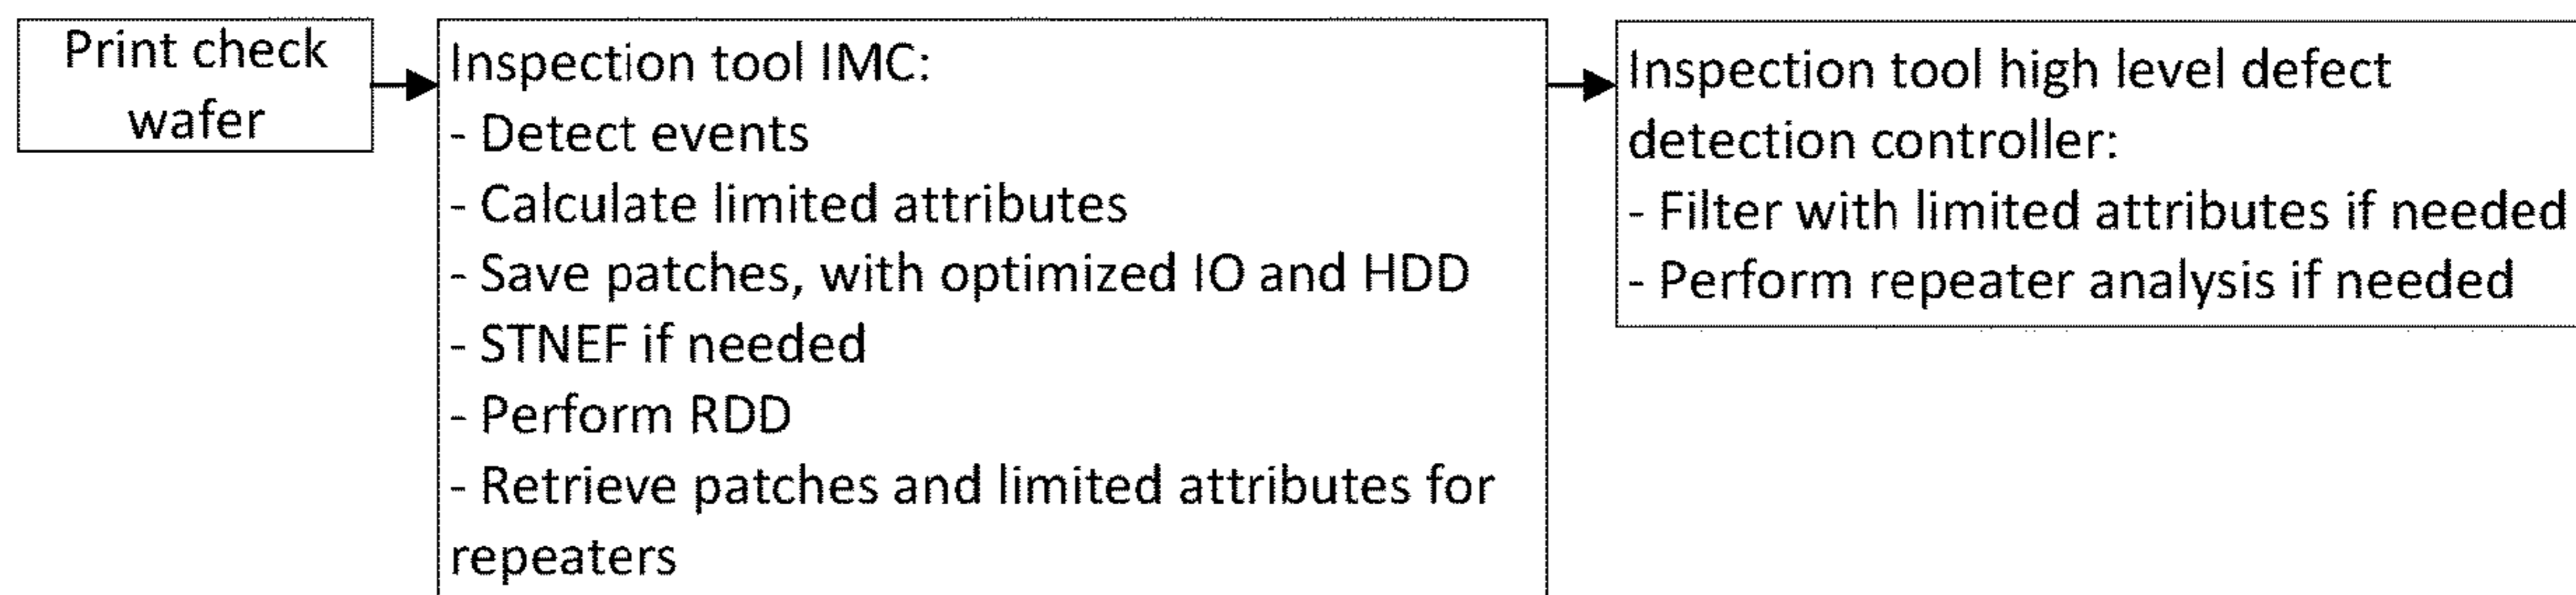 Print check
wafer
Inspection tool IMC:
- Detect events
- Calculate limited attributes
- Save patches, with optimized IO and HDD
- STNEF if needed
- Perform RDD
- Retrieve patches and limited attributes for
repeaters
Inspection tool high level defect
detection controller:
- Filter with limited attributes if needed
- Perform repeater analysis if needed